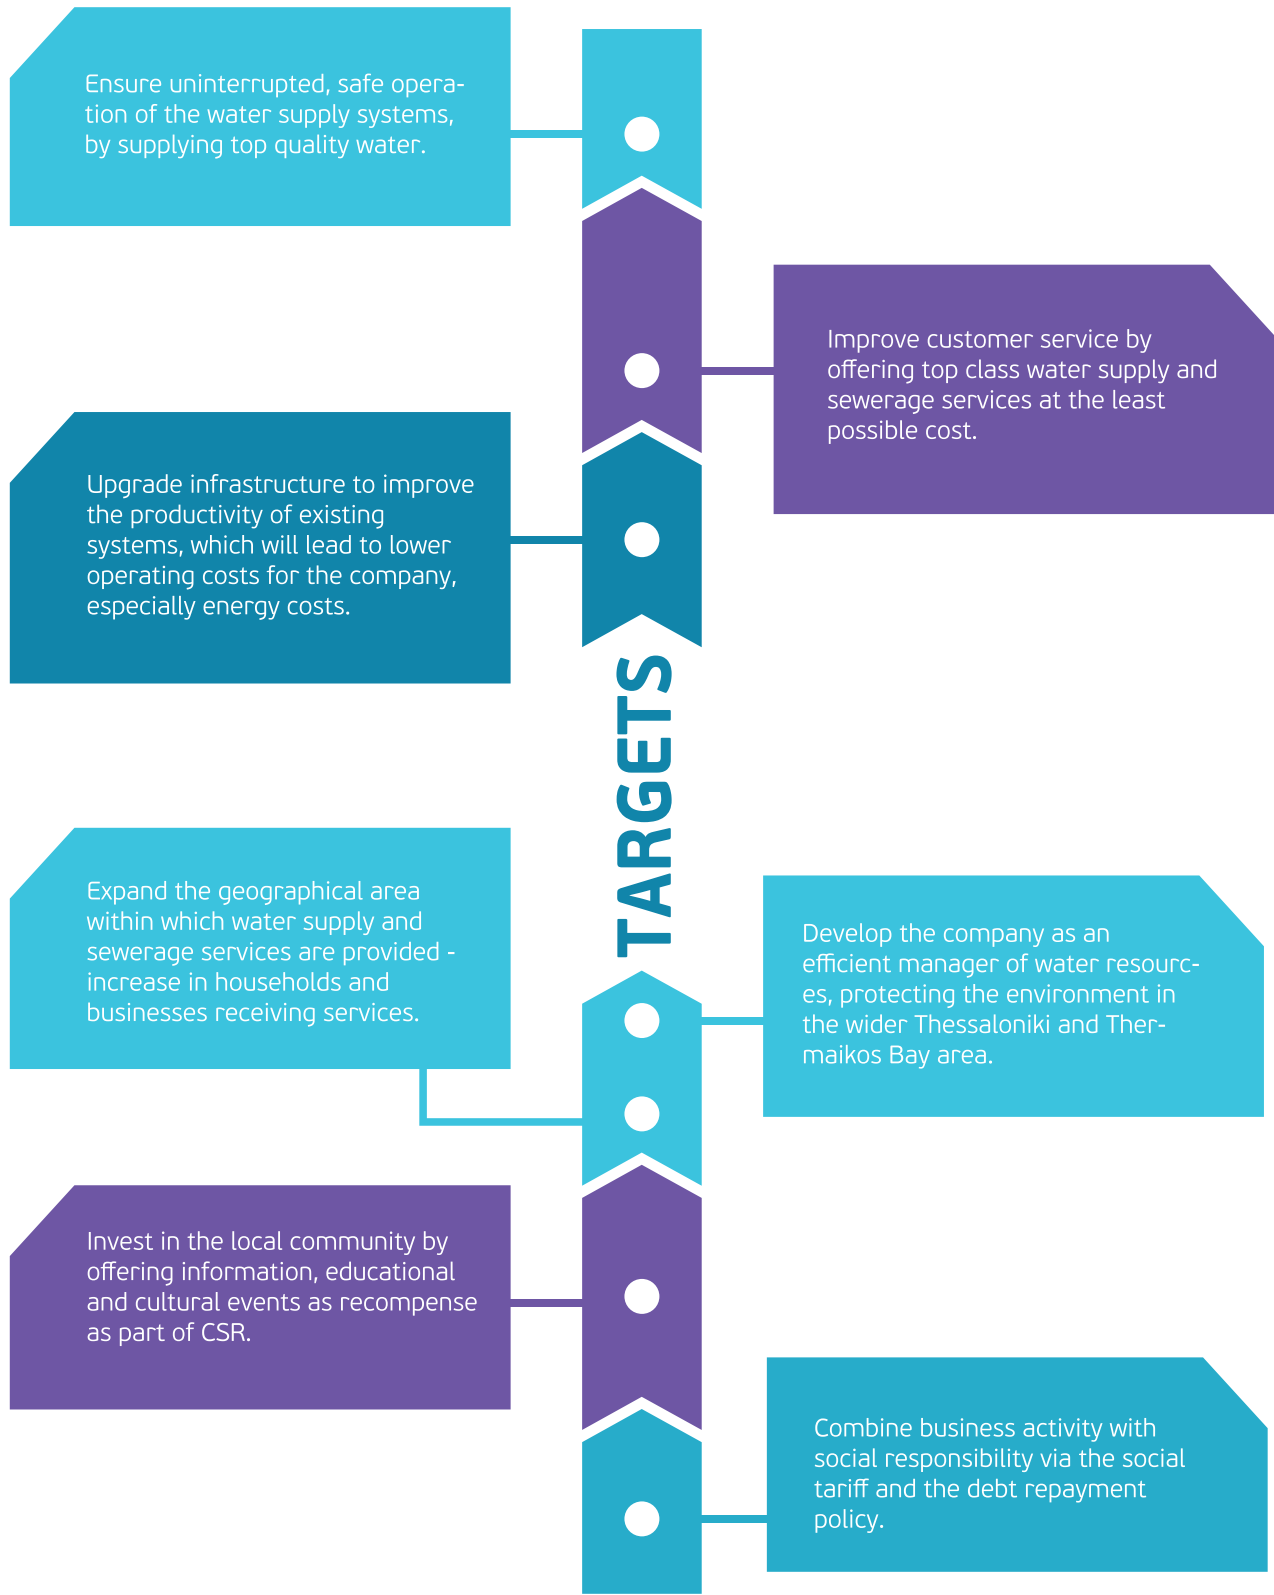 Ensure uninterrupted, safe opera-
tion of the water supply systems,
by supplying top quality water.
Improve customer service by
offering top class water supply and
sewerage services at the least
possible cost.
Upgrade infrastructure to improve
the productivity of existing
systems, which will lead to lower
operating costs for the company,
especially energy costs.
TARGETS
Expand the geographical area
within which water supply and
sewerage services are provided -
increase in households and
businesses receiving services.
Develop the company as an
efficient manager of water resourc-
es, protecting the environment in
the wider Thessaloniki and Ther-
maikos Bay area.
Invest in the local community by
offering information, educational
and cultural events as recompense
as part of CSR.
Combine business activity with
social responsibility via the social
tariff and the debt repayment
policy.